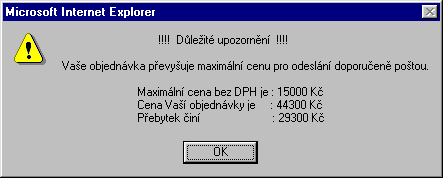 Microsoft Internet Explorer
!!!! Důležité upozornění !!!!
Vaše objednávka převyšuje maximální cenu pro odeslání doporučeně poštou.
Maximální cena bez DPH je : 15000 Kč
Cena Vaší objednávky je : 44300 Kč
Přebytek činí : 29300 Kč
OK